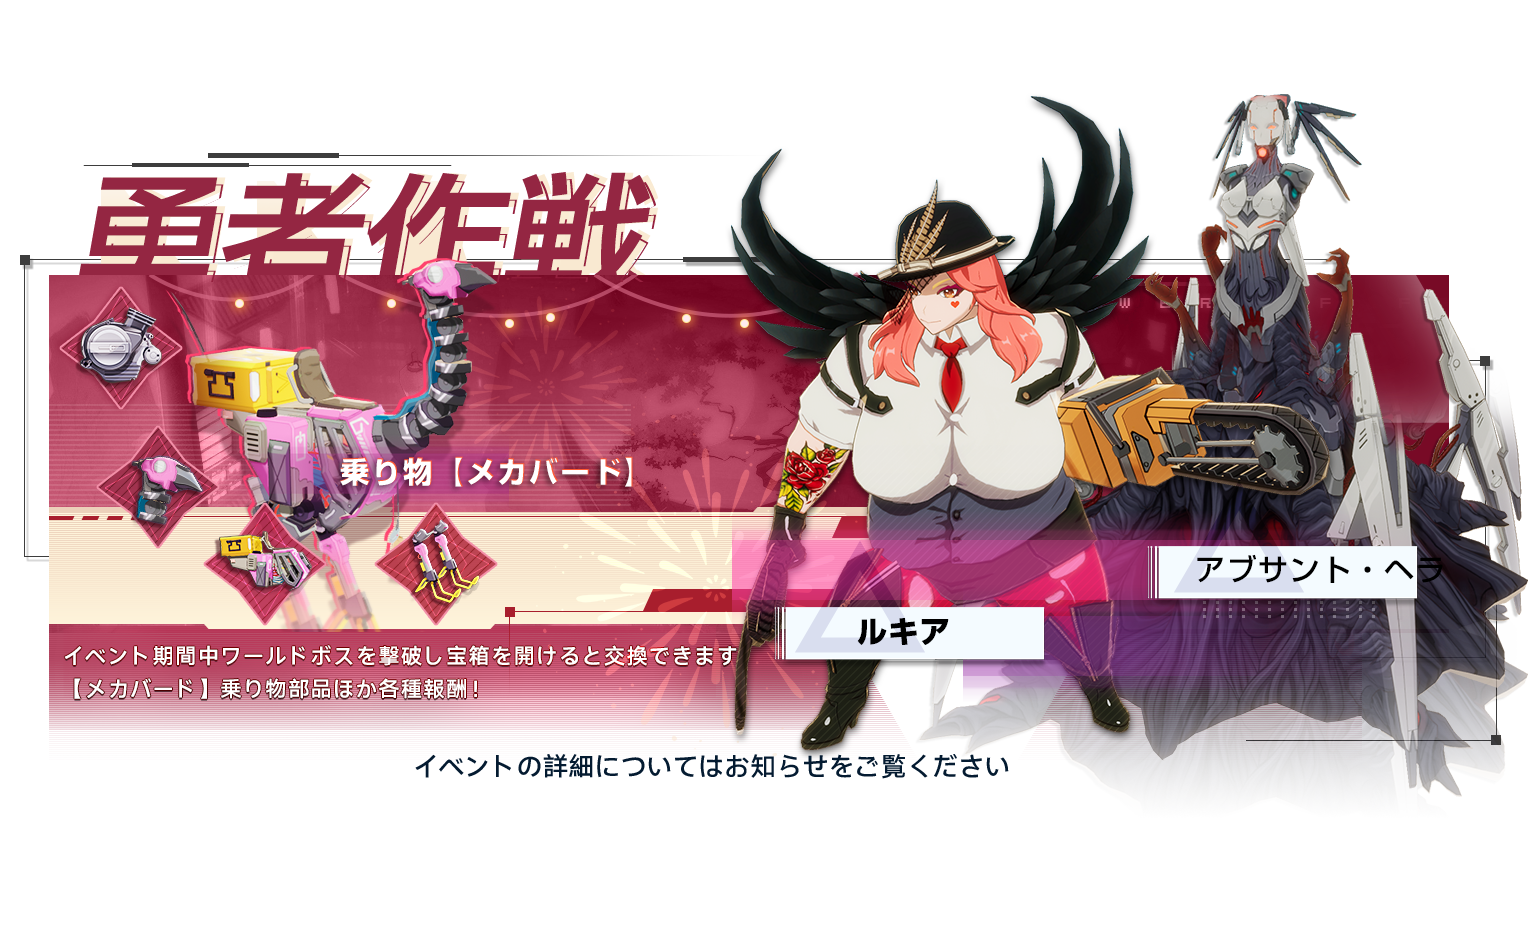 勇者作戦
乗り物【メカバード】
アブサント・ヘラ
ルキア
イベント期間中ワールドボスを撃破し宝箱を開けると交換できます
【メカバード】乗り物部品ほか各種報酬!
イベントの詳細についてはお知らせをご覧ください